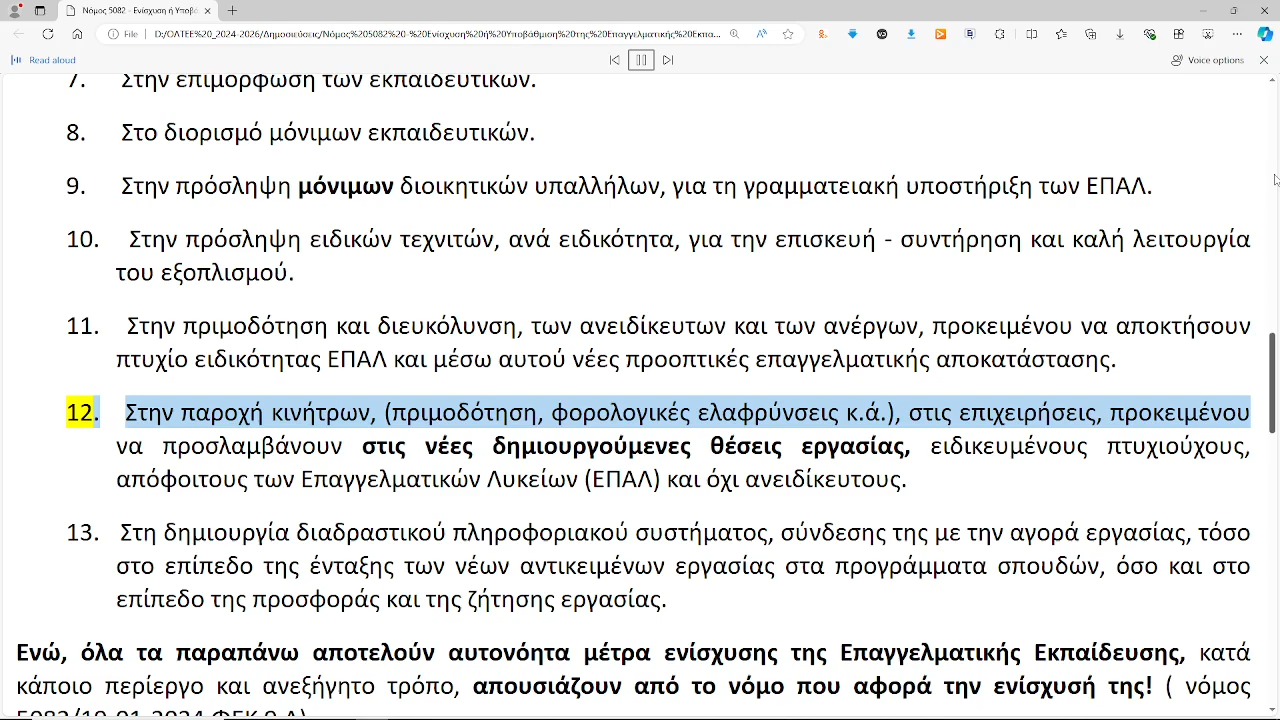 Νόμος 5082 - Ενίσχυση ή Υποβά
File
D:/OATEE%20_2024-2026/Δημοσιεύσεις/Νόμος%205082%20-%20Ενίσχυση%20ή%20Υποβάθμιση%20της%20Επαγγελματικής%20Εκπα...
Read aloud
Voice options
7. Στην επιμόρφωση των εκπαιδευτικών.
8. Στο διορισμό μόνιμων εκπαιδευτικών.
9. Στην πρόσληψη μόνιμων διοικητικών υπαλλήλων, για τη γραμματειακή υποστήριξη των ΕΠΑΛ.
10. Στην πρόσληψη ειδικών τεχνιτών, ανά ειδικότητα, για την επισκευή - συντήρηση και καλή λειτουργία
του εξοπλισμού.
11. Στην πριμοδότηση και διευκόλυνση, των ανειδίκευτων και των ανέργων, προκειμένου να αποκτήσουν
πτυχίο ειδικότητας ΕΠΑΛ και μέσω αυτού νέες προοπτικές επαγγελματικής αποκατάστασης.
12. Στην παροχή κινήτρων, (πριμοδότηση, φορολογικές ελαφρύνσεις κ.ά.), στις επιχειρήσεις, προκειμένου
να προσλαμβάνουν στις νέες δημιουργούμενες θέσεις εργασίας, ειδικευμένους πτυχιούχους,
απόφοιτους των Επαγγελματικών Λυκείων (ΕΠΑΛ) και όχι ανειδίκευτους.
13. Στη δημιουργία διαδραστικού πληροφοριακού συστήματος, σύνδεσης της με την αγορά εργασίας, τόσο
στο επίπεδο της ένταξης των νέων αντικειμένων εργασίας στα προγράμματα σπουδών, όσο και στο
επίπεδο της προσφοράς και της ζήτησης εργασίας.
Ενώ, όλα τα παραπάνω αποτελούν αυτονόητα μέτρα ενίσχυσης της Επαγγελματικής Εκπαίδευσης, κατά
κάποιο περίεργο και ανεξήγητο τρόπο, απουσιάζουν από το νόμο που αφορά την ενίσχυσή της! ( νόμος
5082/19-01-2024 ΦΕΚ 9 Α)